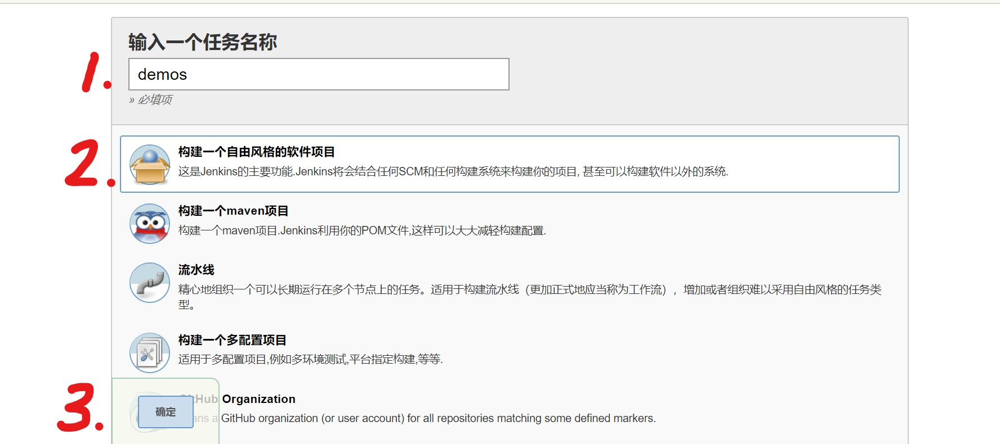 输入一个任务名称
1.
demos
» 必填项
2.
构建一个自由风格的软件项目
这是Jenkins的主要功能.Jenkins将会结合任何SCM和任何构建系统来构建你的项目, 甚至可以构建软件以外的系统.
构建一个maven项目
构建一个maven项目.Jenkins利用你的POM文件,这样可以大大减轻构建配置.
流水线
精心地组织一个可以长期运行在多个节点上的任务。适用于构建流水线（更加正式地应当称为工作流），增加或者组织难以采用自由风格的任务类
型。
构建一个多配置项目
适用于多配置项目,例如多环境测试,平台指定构建,等等.
3.
GitHub Organization
确定
GitHub organization (or user account) for all repositories matching some defined markers.